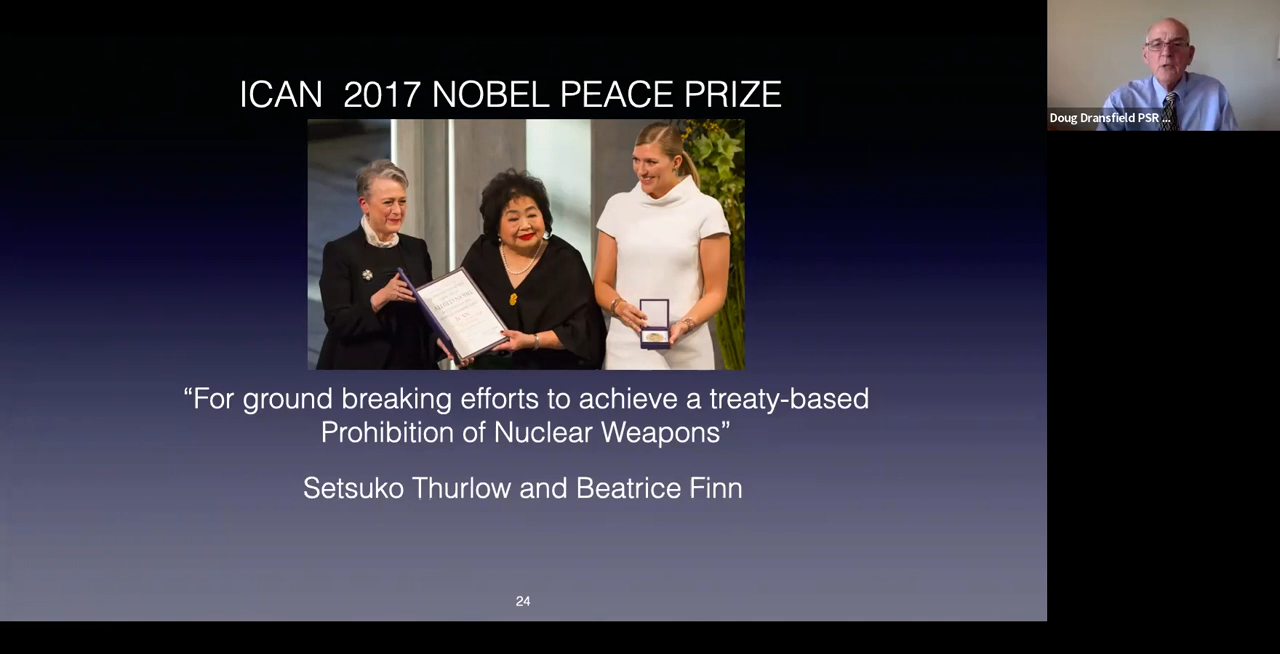 ICAN  2017 NOBEL PEACE PRIZE
“For ground breaking efforts to achieve a treaty-based
Prohibition of Nuclear Weapons”
Setsuko Thurlow and Beatrice Finn
24
Doug Dransfield PSR ...